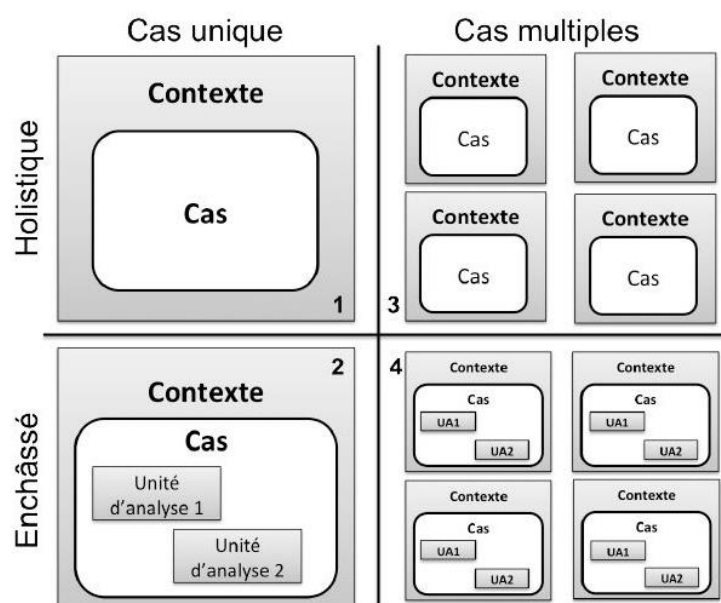 Cas unique
Cas multiples
Holistique
Contexte
Cas
1
Contexte
Cas
Contexte
Cas
Contexte
Cas
Contexte
Cas
3
Enchâssé
2
Contexte
Cas
Unité
d'analyse 1
Unité
d'analyse 2
4
Contexte
Cas
UA1
UA2
Contexte
Cas
UA1
UA2
Contexte
Cas
UA1
UA2
Contexte
Cas
UA1
UA2